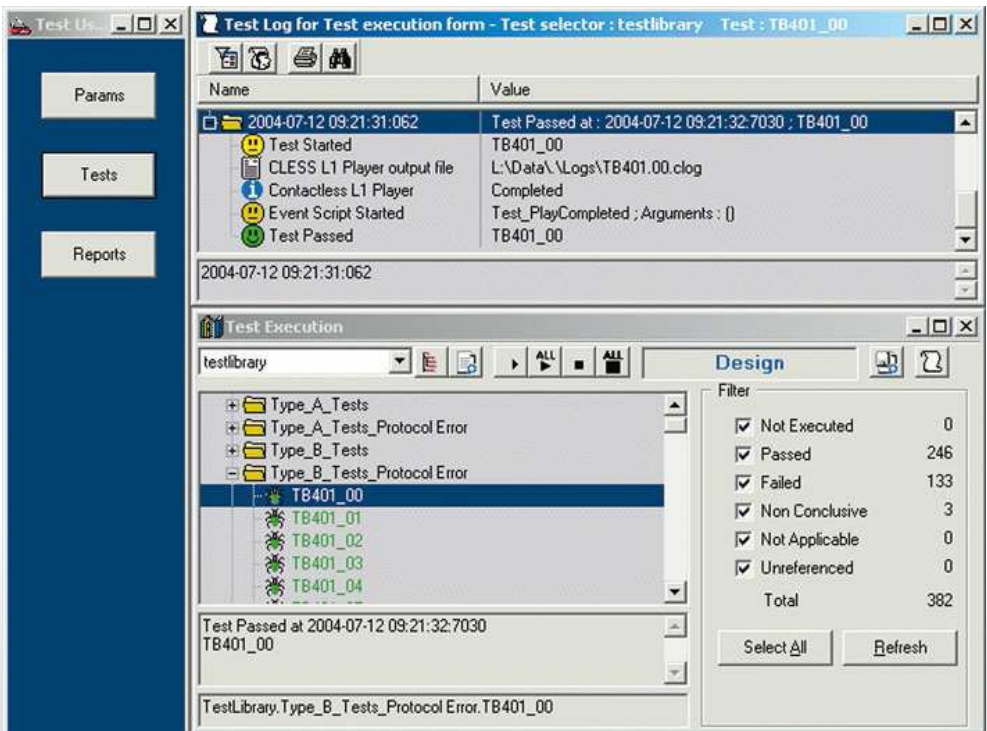 Test Us...
Params
Tests
Reports
Test Log for Test execution form - Test selector : testlibrary Test : TB401_00
Name Value
2004-07-12 09:21:31:062 Test Passed at : 2004-07-12 09:21:32:7030 ; TB401_00
Test Started TB401_00
CLESS L1 Player output file L:\Data\.\Logs\TB401.00.clog
Contactless L1 Player Completed
Event Script Started Test_PlayCompleted ; Arguments : {}
Test Passed TB401_00
2004-07-12 09:21:31:062
Test Execution
testlibrary ALL ALL Design
Type_A_Tests
Type_A_Tests_Protocol Error
Type_B_Tests
Type_B_Tests_Protocol Error
TB401_00
TB401_01
TB401_02
TB401_03
TB401_04
Test Passed at 2004-07-12 09:21:32:7030
TB401_00
TestLibrary.Type_B_Tests_Protocol Error.TB401_00
Filter
Not Executed 0
Passed 246
Failed 133
Non Conclusive 3
Not Applicable 0
Unreferenced 0
Total 382
Select All Refresh